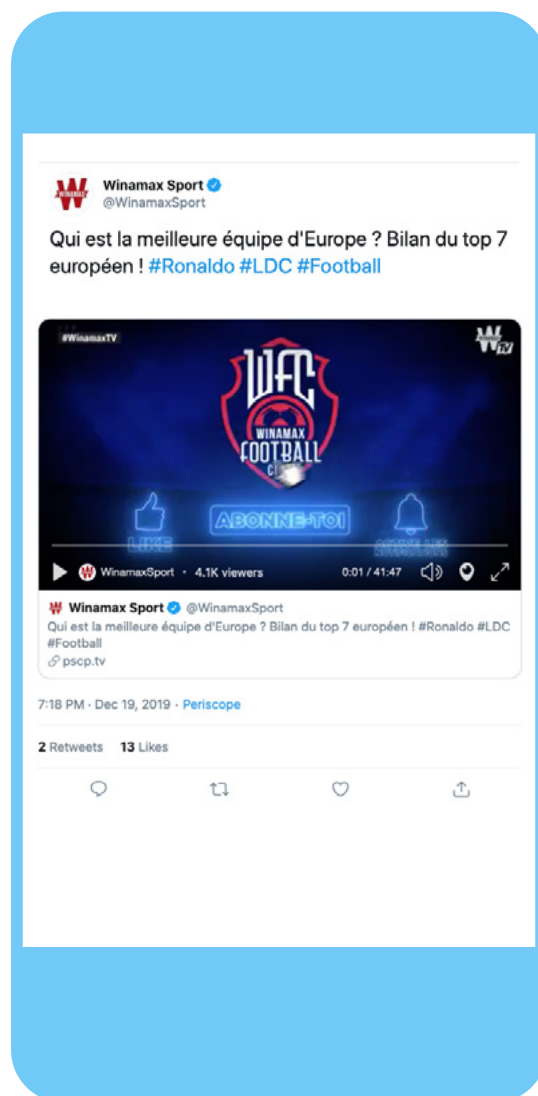 Winamax Sport
@WinamaxSport
Qui est la meilleure équipe d'Europe ? Bilan du top 7
européen ! #Ronaldo #LDC #Football
#WinamaxTV
W TV
WFC
WINAMAX
FOOTBALL
LIKE
ABONNE-TOI
WinamaxSport · 4.1K viewers
0:01 / 41:47
Winamax Sport @WinamaxSport
Qui est la meilleure équipe d'Europe ? Bilan du top 7 européen ! #Ronaldo #LDC
#Football
pscp.tv
7:18 PM · Dec 19, 2019 · Periscope
2 Retweets 13 Likes